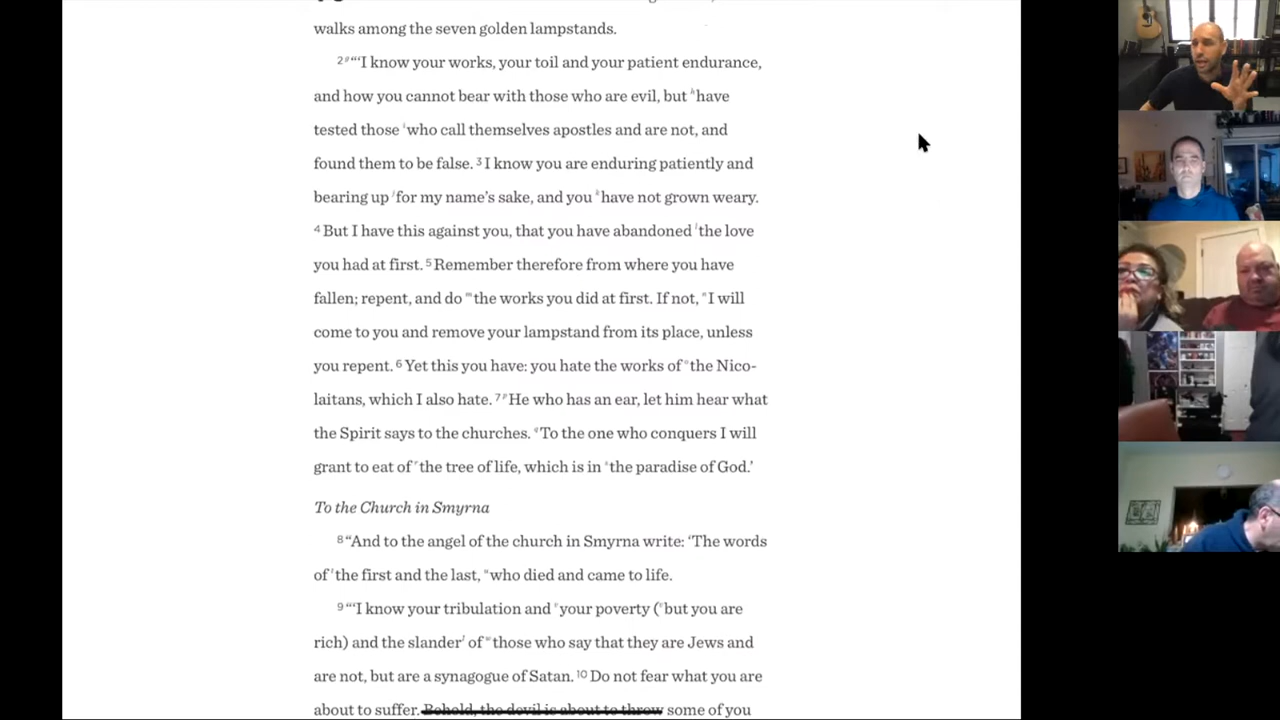 walks among the seven golden lampstands.
2 g “‘I know your works, your toil and your patient endurance,
and how you cannot bear with those who are evil, but h have
tested those i who call themselves apostles and are not, and
found them to be false. 3 I know you are enduring patiently and
bearing up j for my name’s sake, and you k have not grown weary.
4 But I have this against you, that you have abandoned l the love
you had at first. 5 Remember therefore from where you have
fallen; repent, and do m the works you did at first. If not, n I will
come to you and remove your lampstand from its place, unless
you repent. 6 Yet this you have: you hate the works of o the Nico-
laitans, which I also hate. 7 p He who has an ear, let him hear what
the Spirit says to the churches. q To the one who conquers I will
grant to eat of r the tree of life, which is in s the paradise of God.’
To the Church in Smyrna
8 “And to the angel of the church in Smyrna write: ‘The words
of t the first and the last, u who died and came to life.
9 “‘I know your tribulation and v your poverty (v but you are
rich) and the slander f of w those who say that they are Jews and
are not, but are a synagogue of Satan. 10 Do not fear what you are
about to suffer. Behold, the devil is about to throw some of you